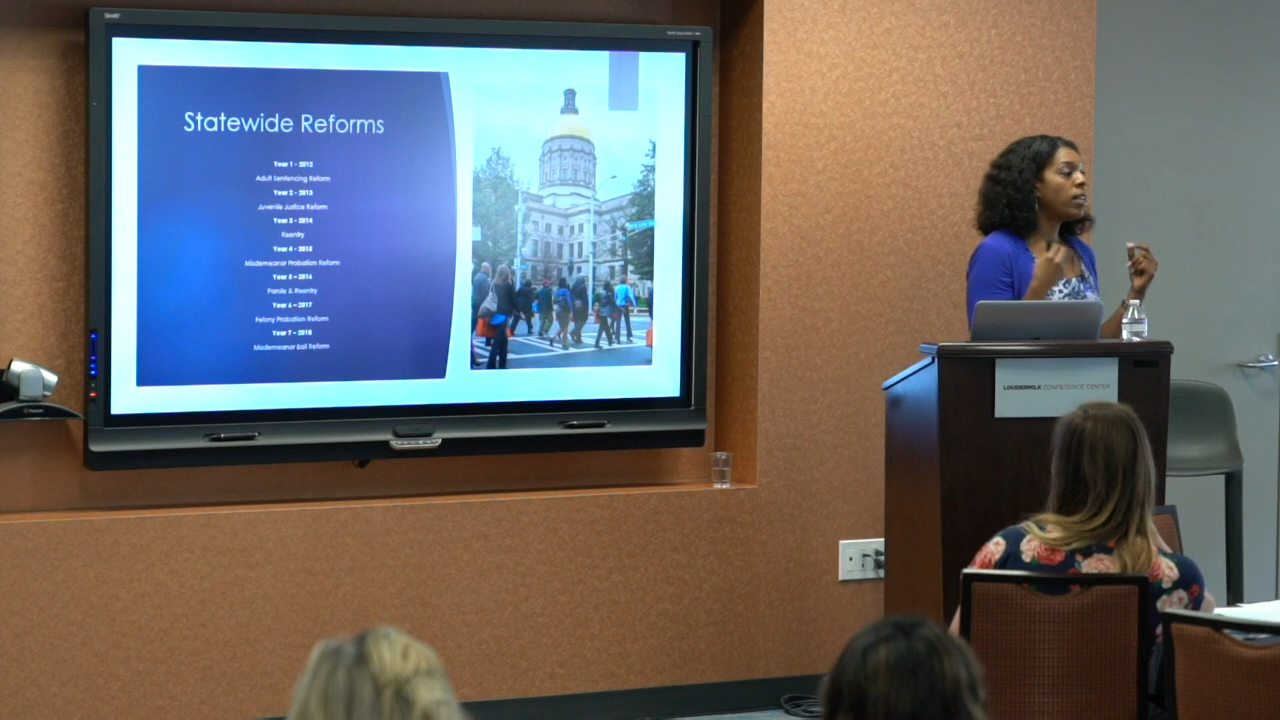 SMART
Statewide Reforms
Year 1 - 2012
Adult Sentencing Reform
Year 2 - 2013
Juvenile Justice Reform
Year 3 - 2014
Reentry
Year 4 - 2015
Misdemeanor Probation Reform
Year 5 - 2016
Parole & Reentry
Year 6 - 2017
Felony Probation Reform
Year 7 - 2018
Misdemeanor Bail Reform
LOUDERMILK CONFERENCE CENTER